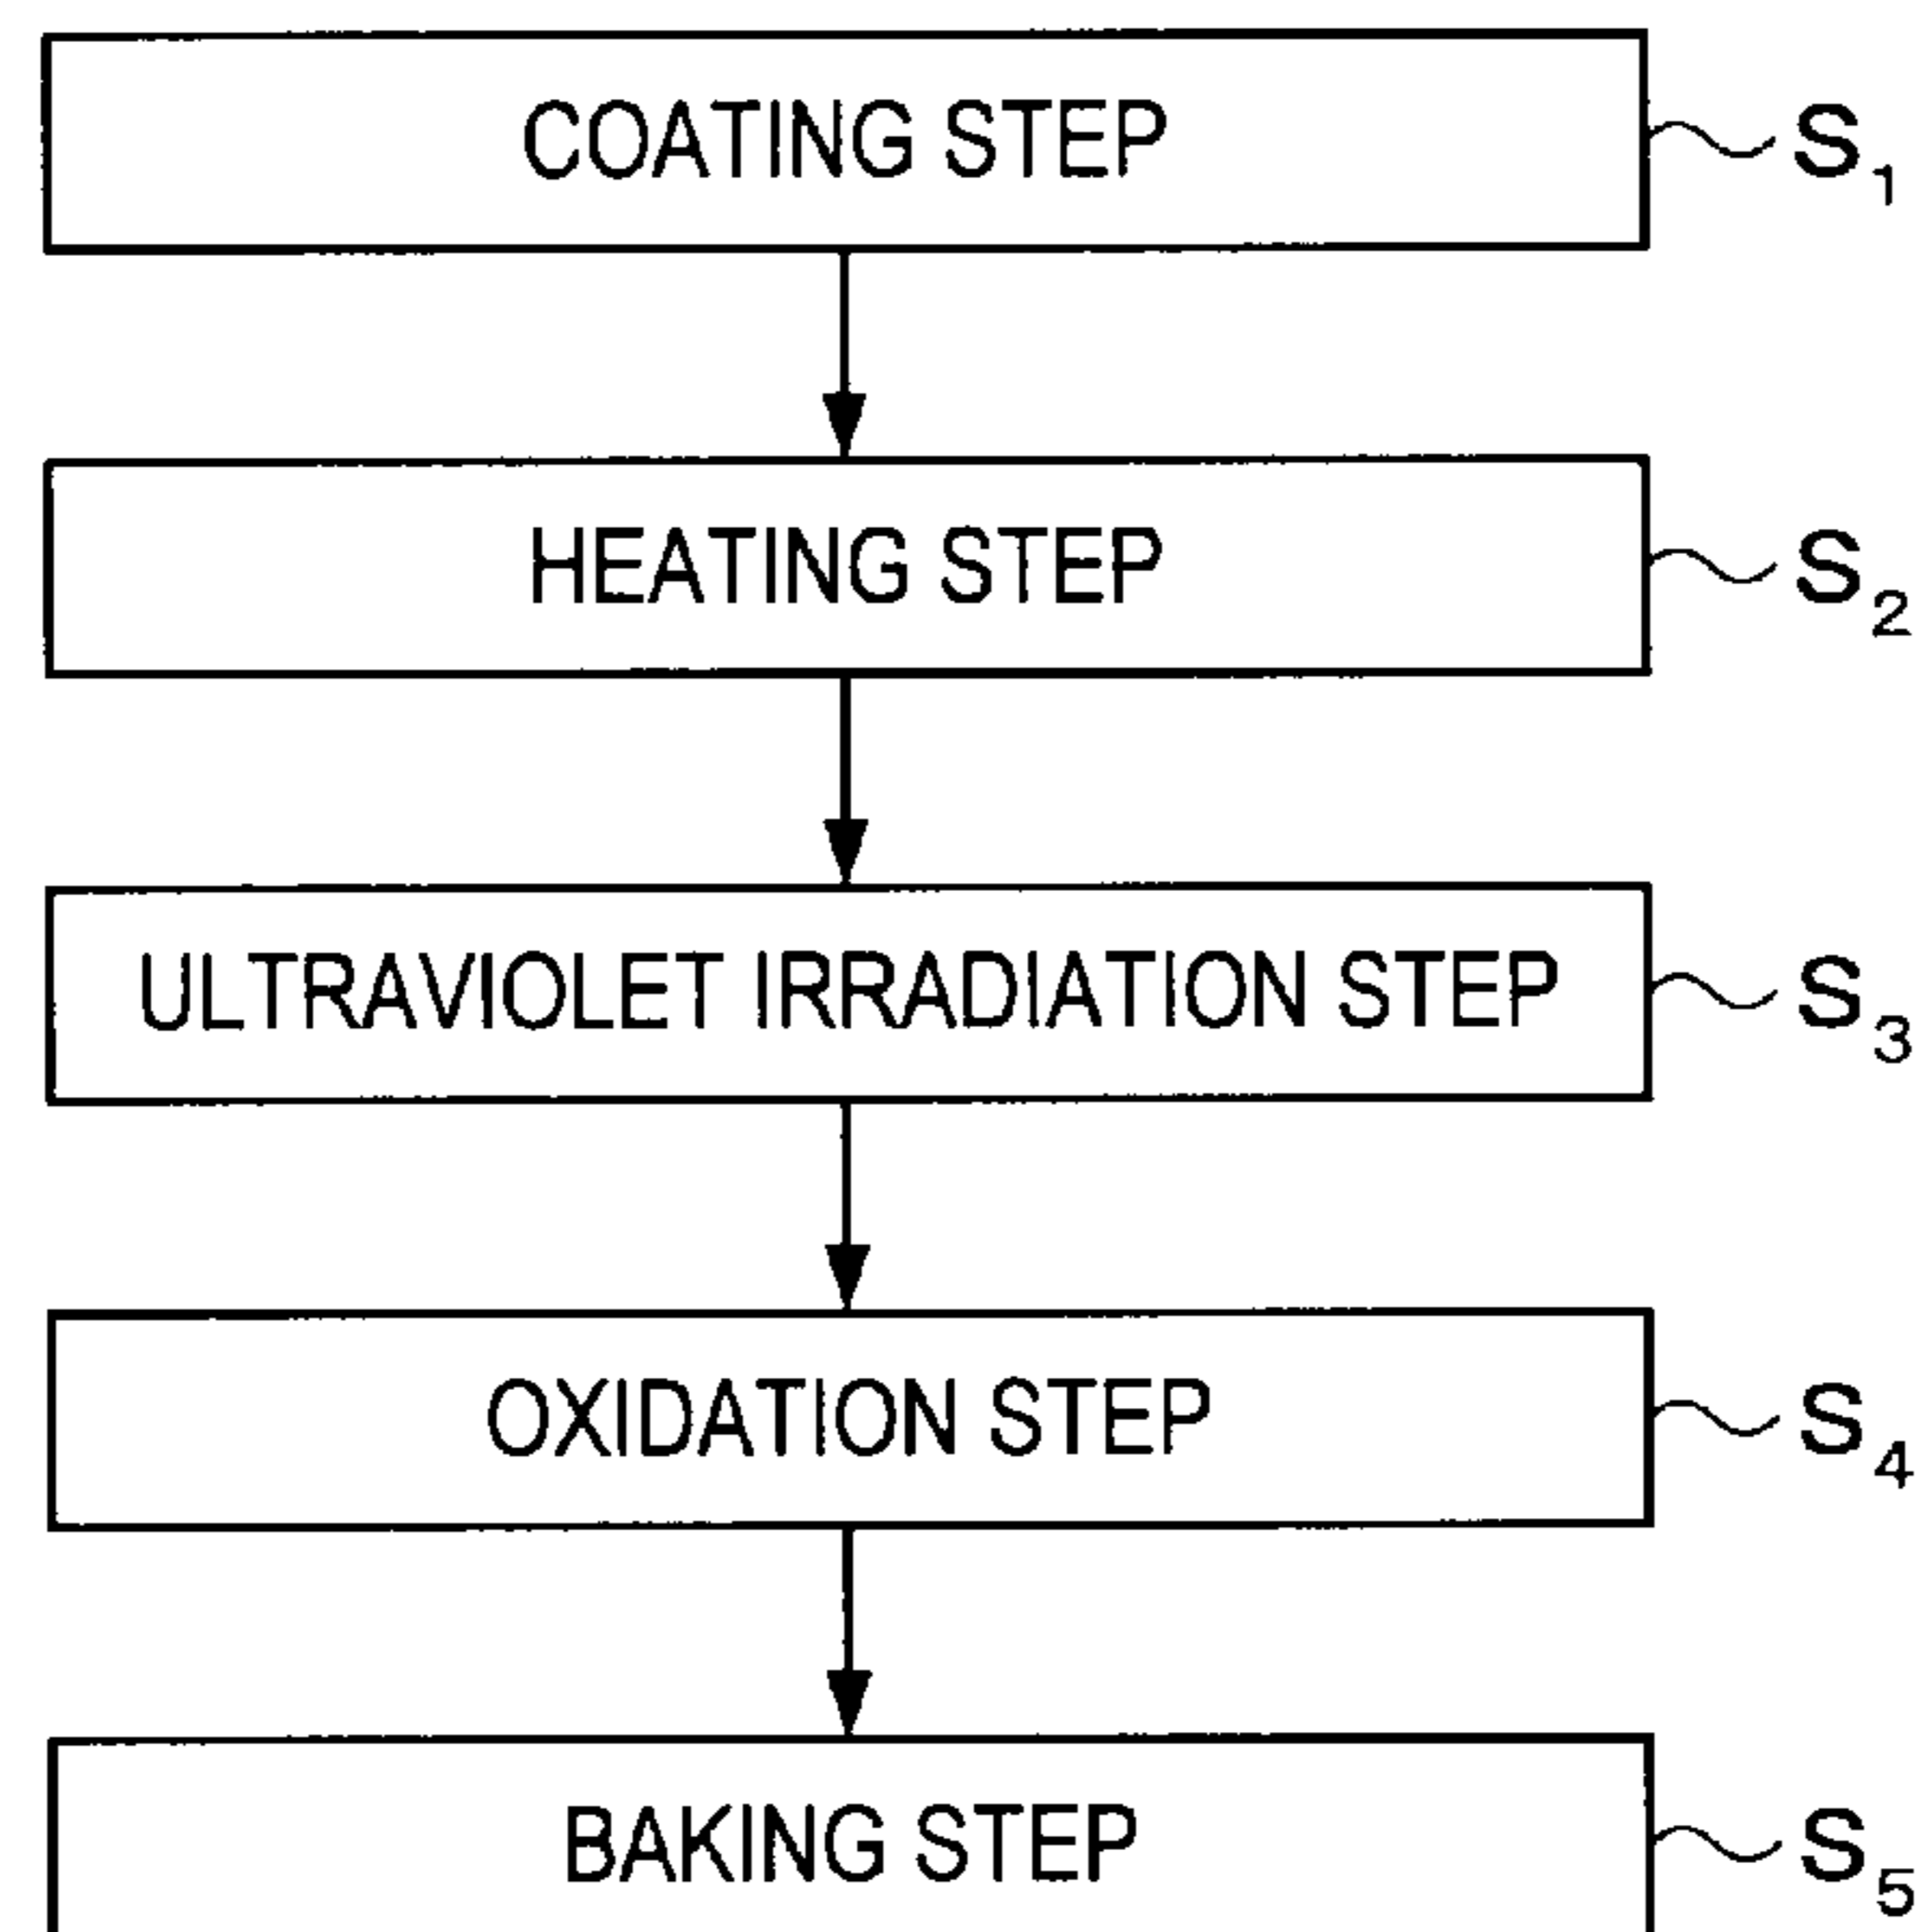 COATING STEP S1
HEATING STEP S2
ULTRAVIOLET IRRADIATION STEP S3
OXIDATION STEP S4
BAKING STEP S5